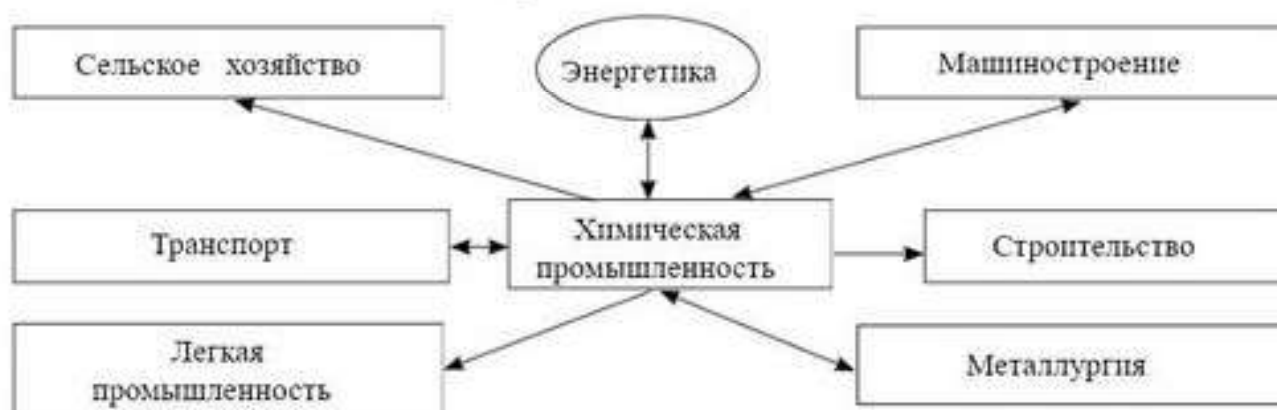 Сельское хозяйство
Энергетика
Машиностроение
Транспорт
Химическая
промышленность
Строительство
Легкая
промышленность
Металлургия